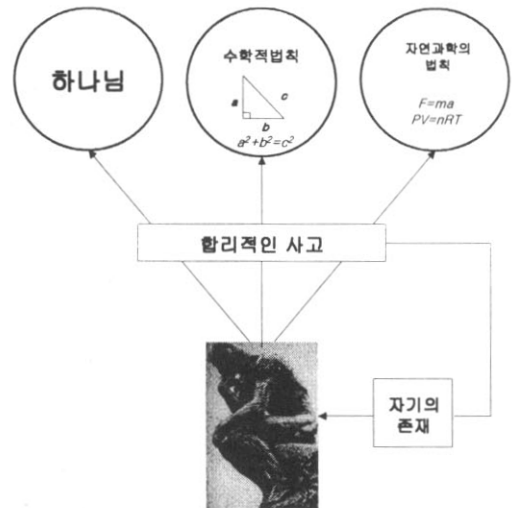 하나님
수학적법칙
a
c
b
a²+b²=c²
자연과학의
법칙
F=ma
PV=nRT
합리적인 사고
자기의
존재